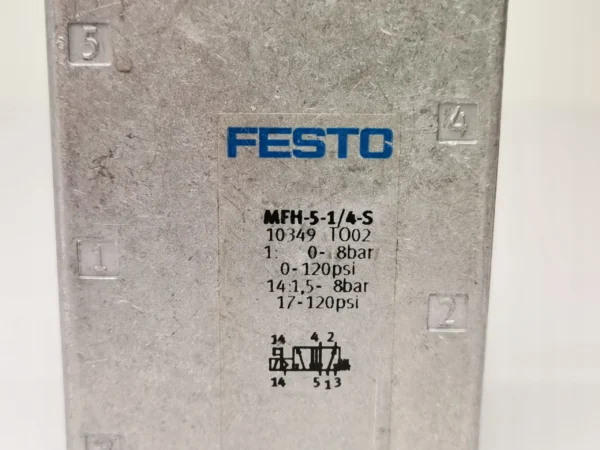 5
4
FESTO
MFH-5-1/4-S
10349 T002
1: 0- 8bar
0-120psi
14:1,5- 8bar
17-120psi
1
2
14 4 2
14 5 1 3